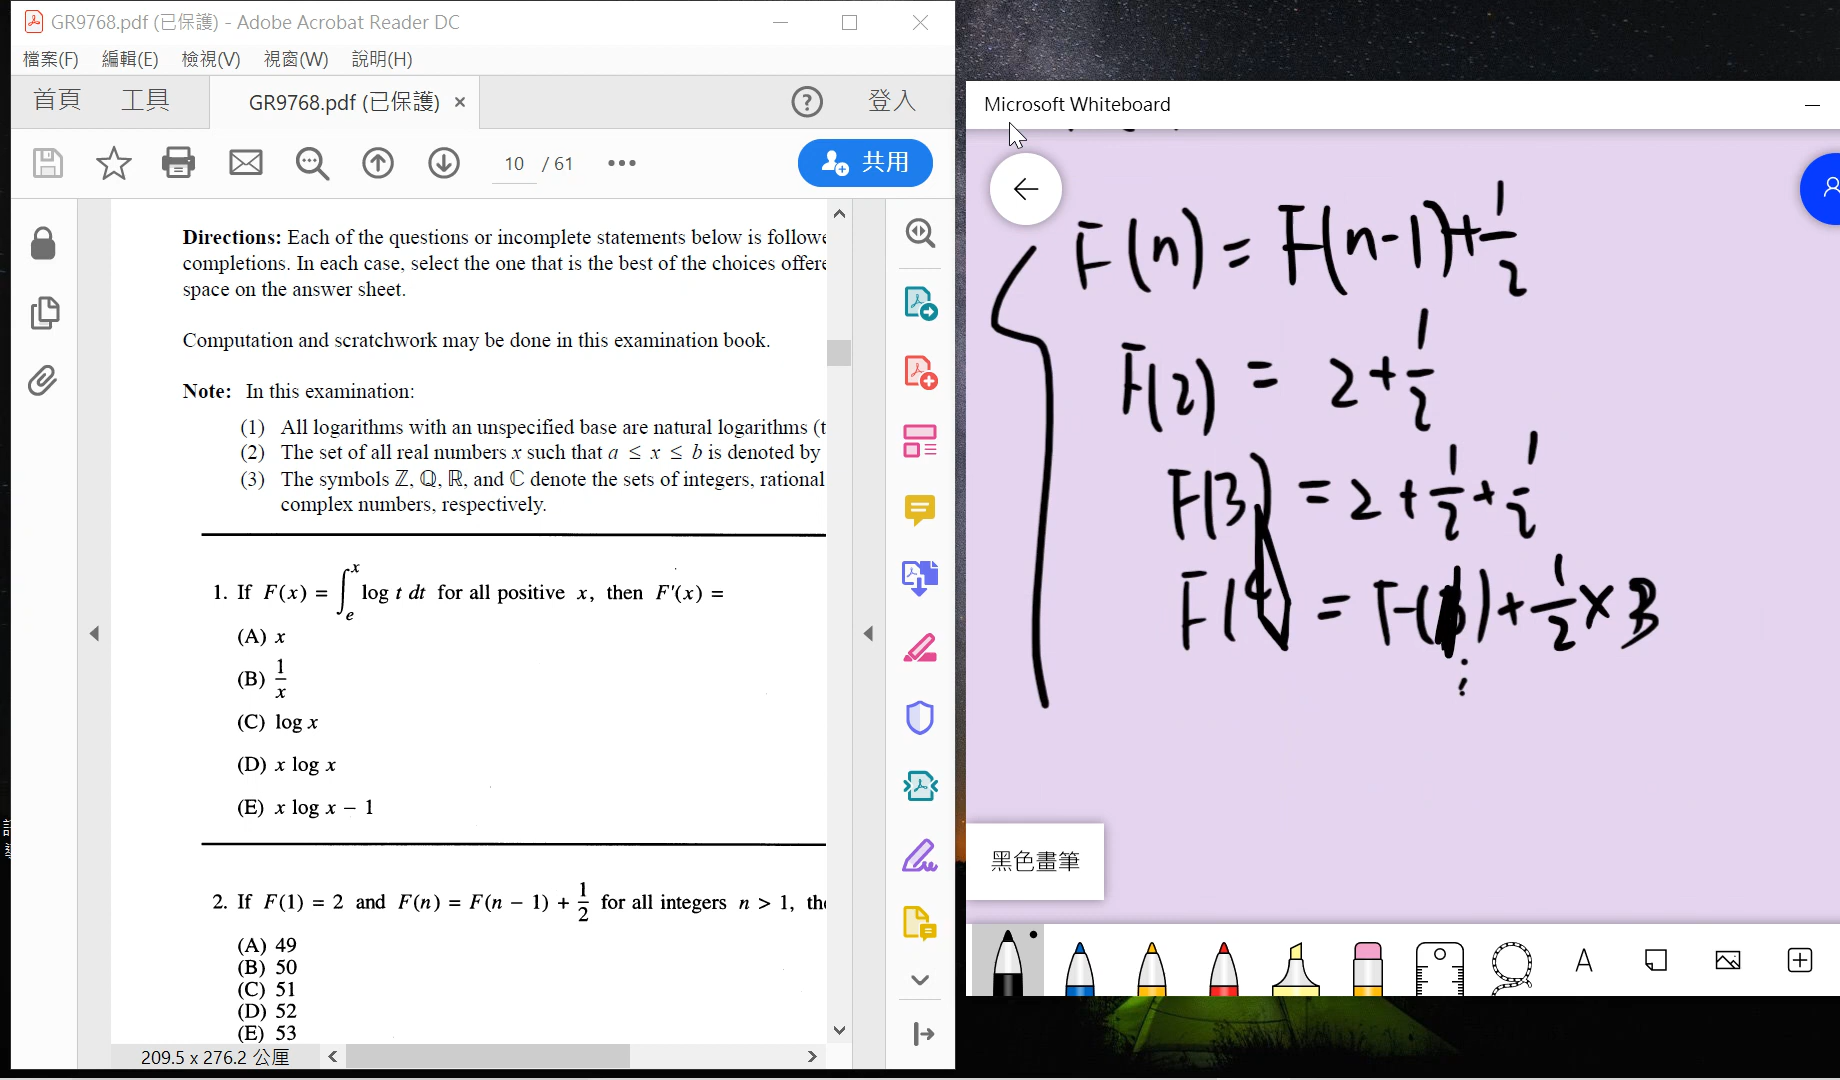 GR9768.pdf (已保護) - Adobe Acrobat Reader DC
檔案(F) 編輯(E) 檢視(V) 視窗(W) 說明(H)
首頁 工具 GR9768.pdf (已保護) × 登入
10 / 61 共用
Directions: Each of the questions or incomplete statements below is followe
completions. In each case, select the one that is the best of the choices offere
space on the answer sheet.
Computation and scratchwork may be done in this examination book.
Note: In this examination:
(1) All logarithms with an unspecified base are natural logarithms (t
(2) The set of all real numbers x such that a ≤ x ≤ b is denoted by
(3) The symbols ℤ, ℚ, ℝ, and ℂ denote the sets of integers, rational
complex numbers, respectively.
1. If F(x) = ∫_e^x log t dt for all positive x, then F'(x) =
(A) x
(B) 1/x
(C) log x
(D) x log x
(E) x log x − 1
2. If F(1) = 2 and F(n) = F(n − 1) + 1/2 for all integers n > 1, the
(A) 49
(B) 50
(C) 51
(D) 52
(E) 53
209.5 x 276.2 公厘
Microsoft Whiteboard
F(n) = F(n-1) + 1/2
F(2) = 2 + 1/2
F(3) = 2 + 1/2 + 1/2
F(4) = F( ) + 1/2 × 3
黑色畫筆